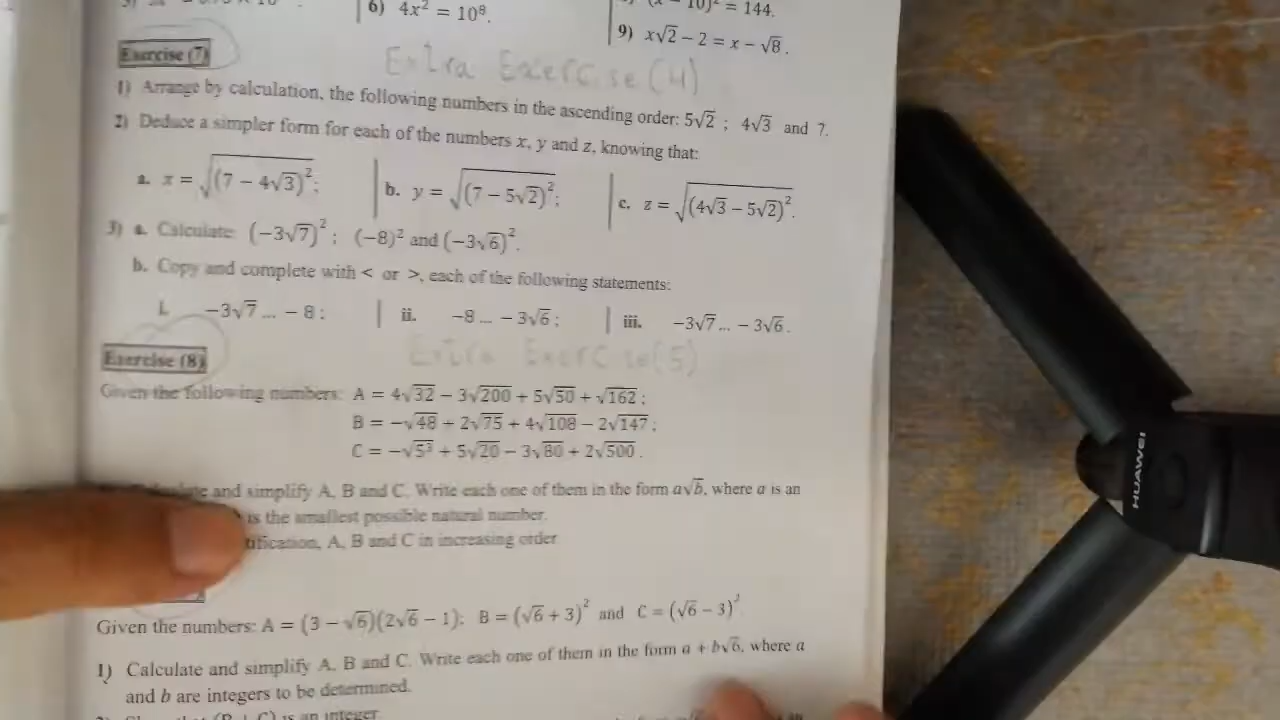 6) 4x² = 10⁸.
10)² = 144.
9) x√2 − 2 = x − √8.
Exercise (7)
Extra Exercise (4)
1) Arrange by calculation, the following numbers in the ascending order: 5√2 ; 4√3 and 7.
2) Deduce a simpler form for each of the numbers x, y and z, knowing that:
a. x = √(7 − 4√3)²; b. y = √(7 − 5√2)²; c. z = √(4√3 − 5√2)².
3) a. Calculate: (−3√7)² ; (−8)² and (−3√6)².
b. Copy and complete with < or >, each of the following statements:
i. −3√7 ... − 8 ; ii. −8 ... − 3√6 ; iii. −3√7 ... − 3√6 .
Exercise (8)
Extra Exercise (5)
Given the following numbers: A = 4√32 − 3√200 + 5√50 + √162 ;
B = −√48 + 2√75 + 4√108 − 2√147 ;
C = −√5³ + 5√20 − 3√80 + 2√500 .
and simplify A, B and C. Write each one of them in the form a√b, where a is an
is the smallest possible natural number.
A, B and C in increasing order
Given the numbers: A = (3 − √6)(2√6 − 1); B = (√6 + 3)² and C = (√6 − 3)²
1) Calculate and simplify A, B and C. Write each one of them in the form a + b√6, where a
and b are integers to be determined.
is an integer
HUAWEI